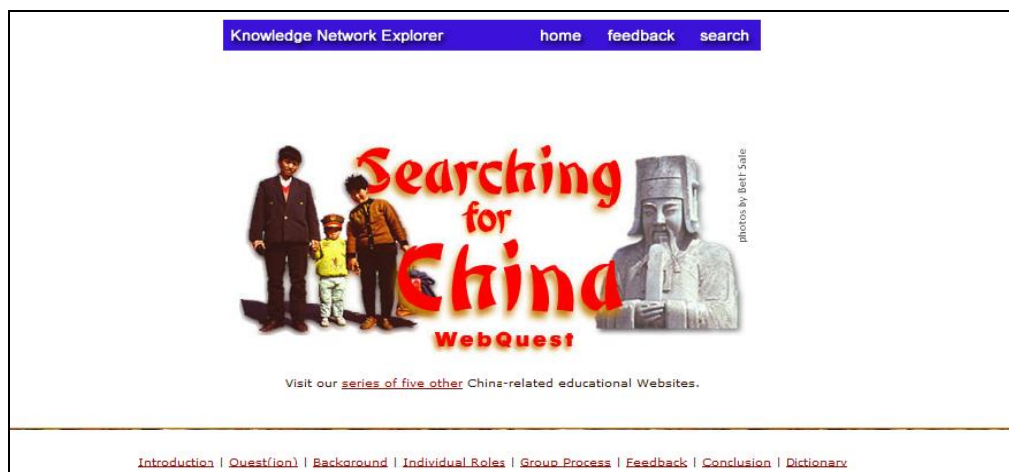 Knowledge Network Explorer home feedback search
Searching
for
China
WebQuest
photos by Beth Sale
Visit our series of five other China-related educational Websites.
Introduction | Quest(ion) | Background | Individual Roles | Group Process | Feedback | Conclusion | Dictionary